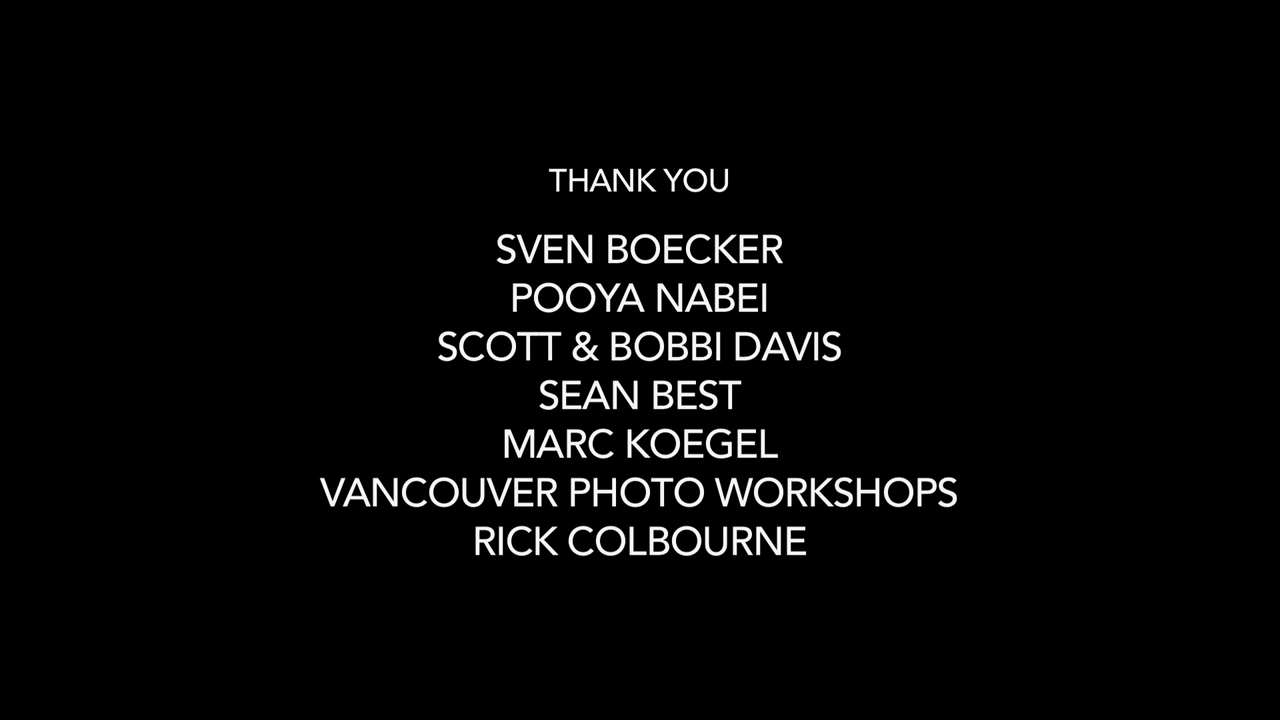 THANK YOU
SVEN BOECKER
POOYA NABEI
SCOTT & BOBBI DAVIS
SEAN BEST
MARC KOEGEL
VANCOUVER PHOTO WORKSHOPS
RICK COLBOURNE